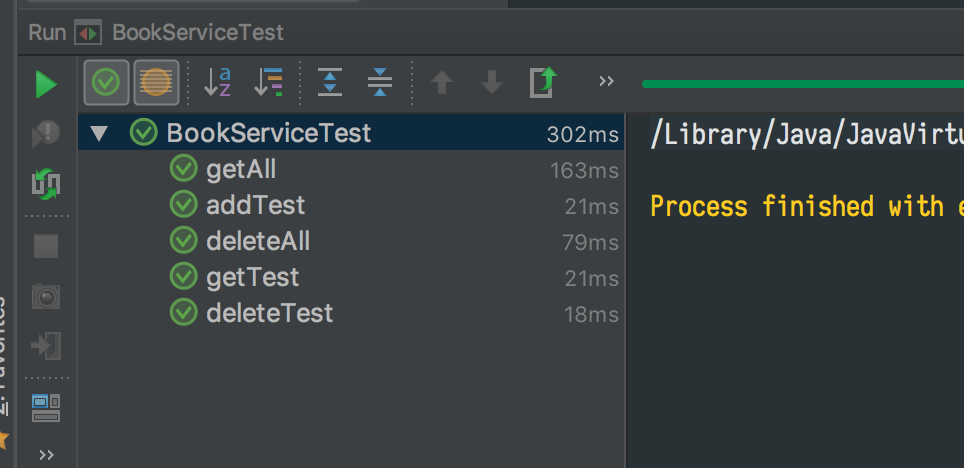 Run BookServiceTest
/Library/Java/JavaVirtu
BookServiceTest 302ms
getAll 163ms
addTest 21ms
deleteAll 79ms
getTest 21ms
deleteTest 18ms
Process finished with e
2: Favorites